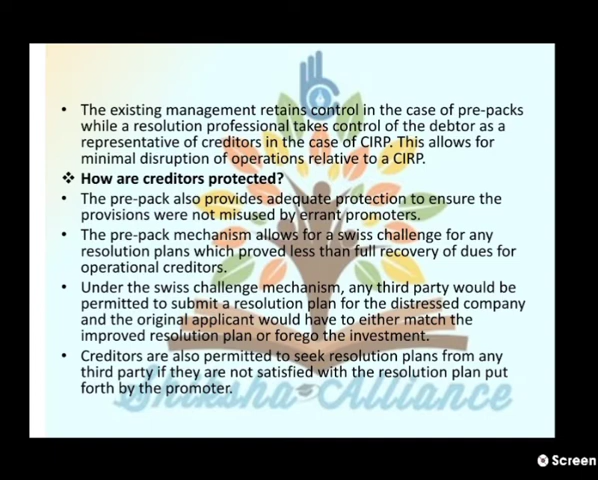 • The existing management retains control in the case of pre-packs
while a resolution professional takes control of the debtor as a
representative of creditors in the case of CIRP. This allows for
minimal disruption of operations relative to a CIRP.
❖ How are creditors protected?
• The pre-pack also provides adequate protection to ensure the
provisions were not misused by errant promoters.
• The pre-pack mechanism allows for a swiss challenge for any
resolution plans which proved less than full recovery of dues for
operational creditors.
• Under the swiss challenge mechanism, any third party would be
permitted to submit a resolution plan for the distressed company
and the original applicant would have to either match the
improved resolution plan or forego the investment.
• Creditors are also permitted to seek resolution plans from any
third party if they are not satisfied with the resolution plan put
forth by the promoter.
Shiksha Alliance
Screen